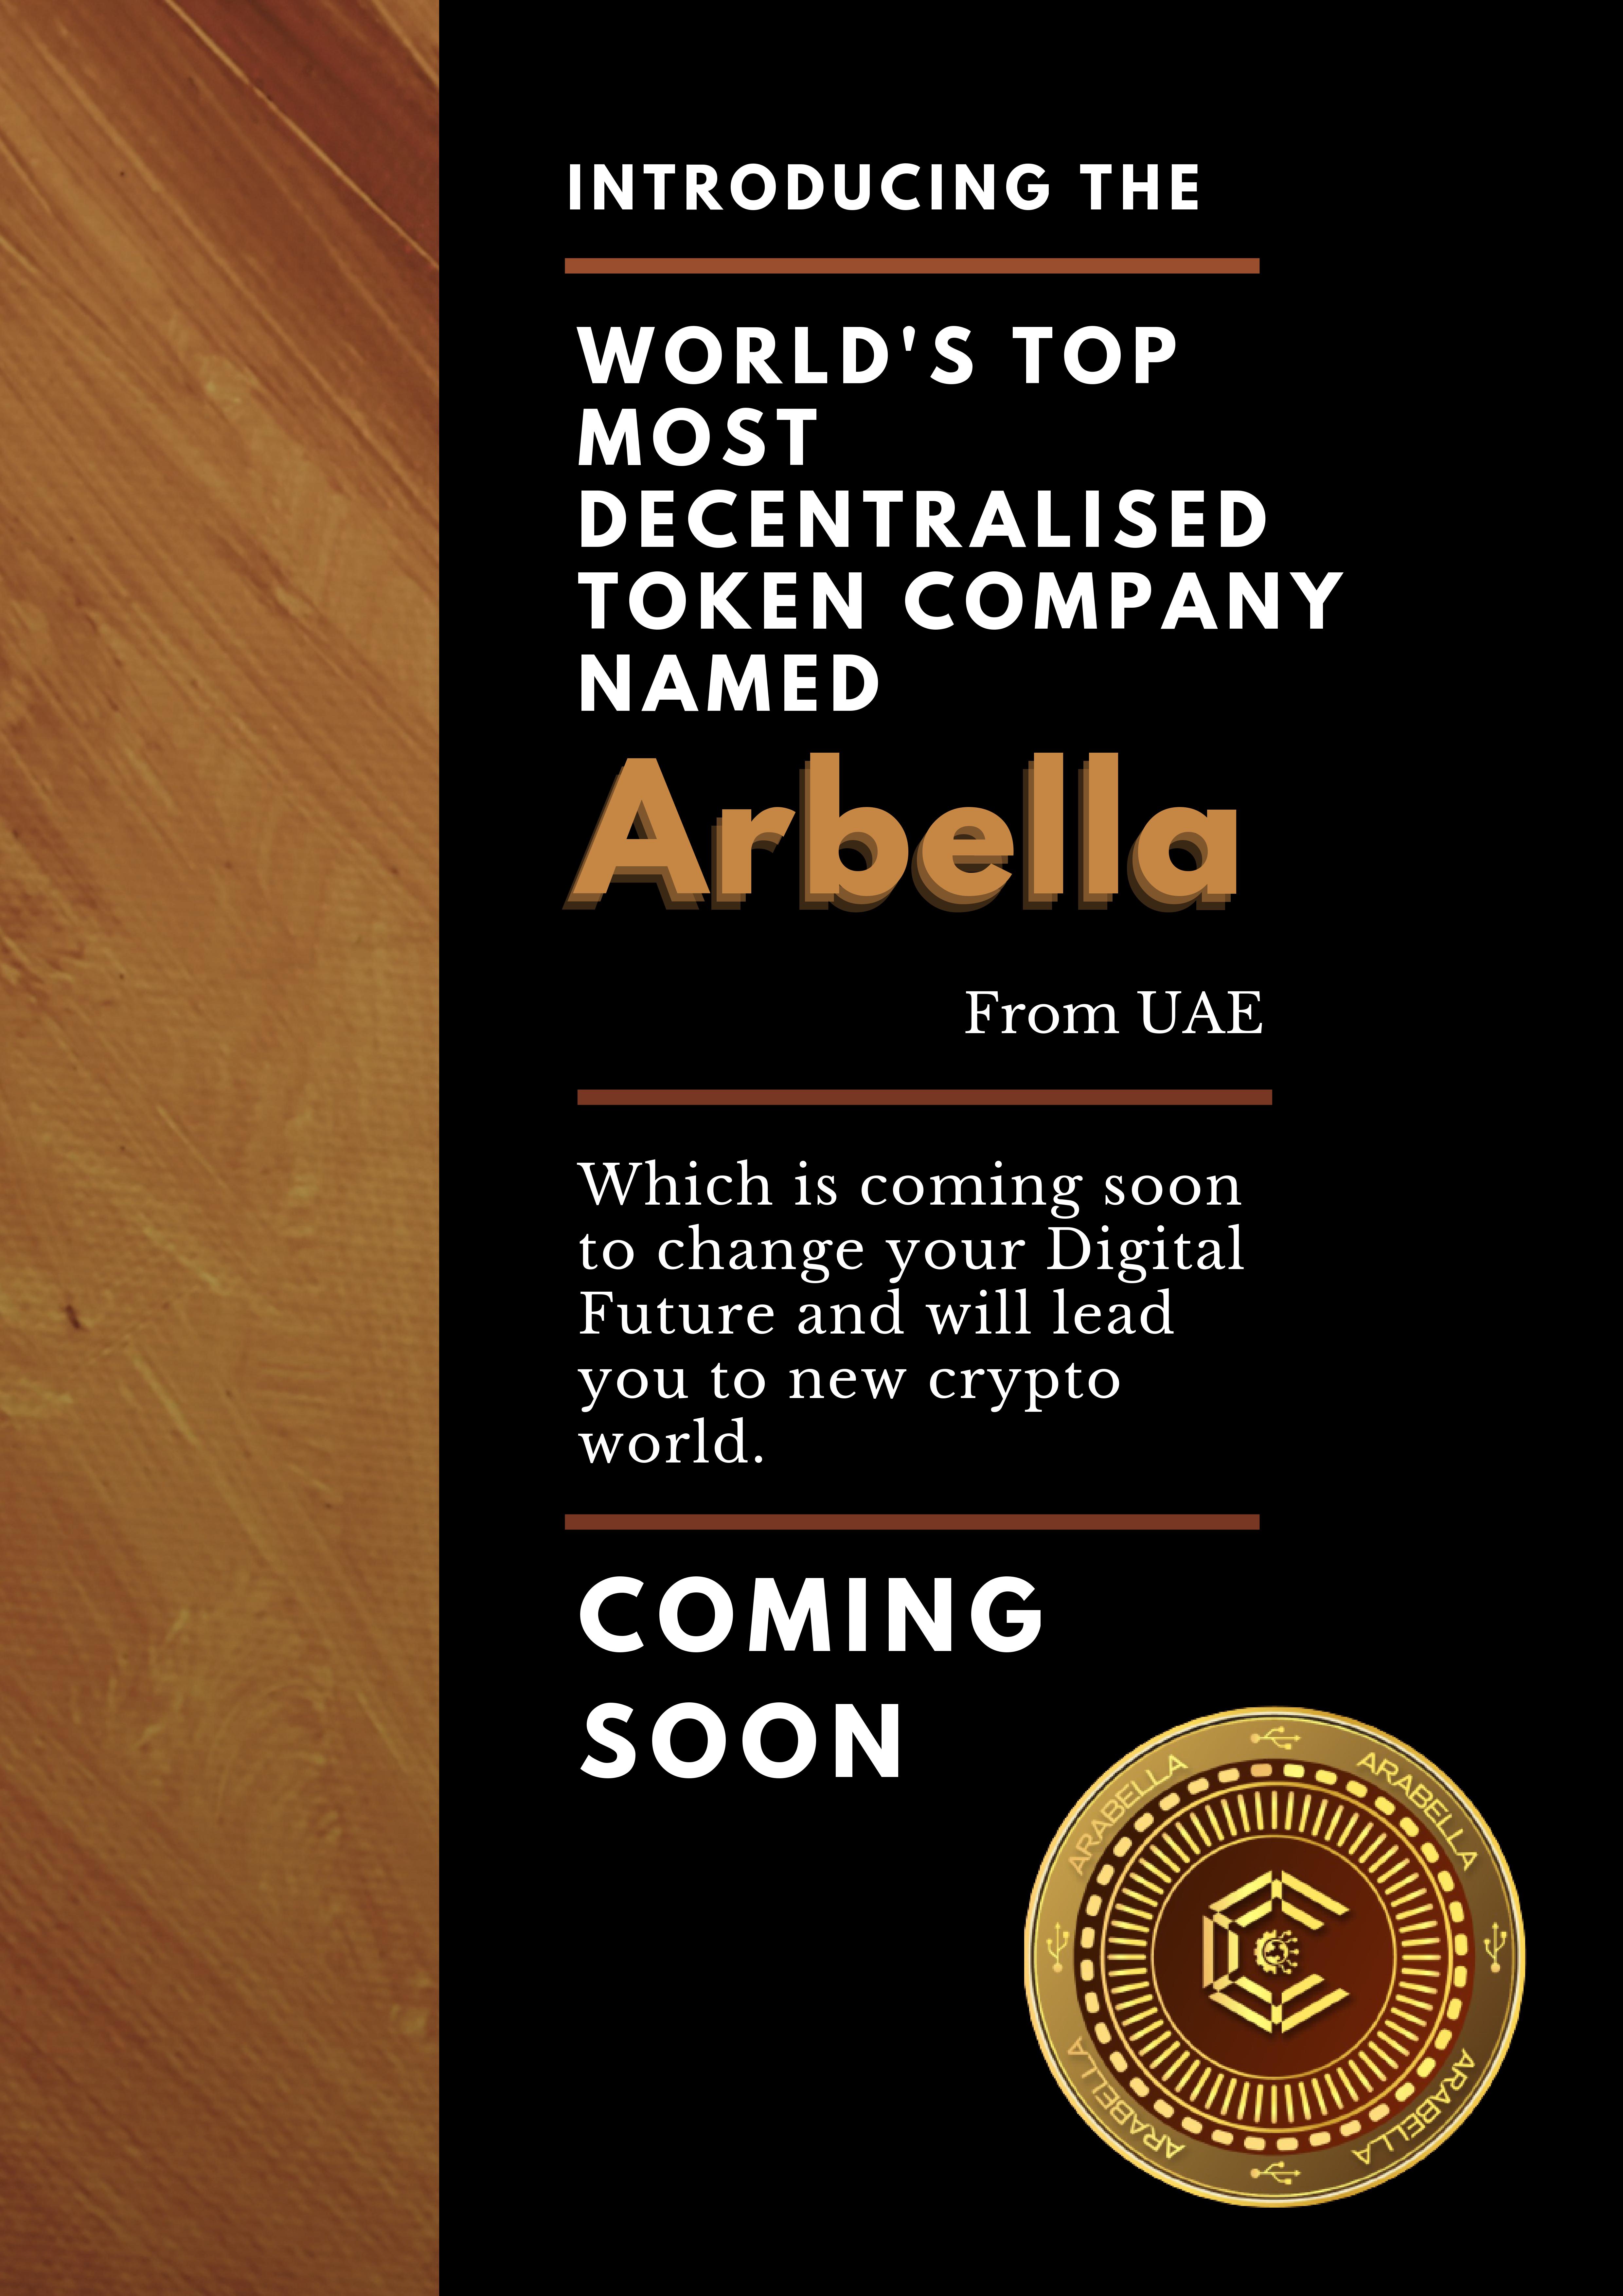 INTRODUCING THE
WORLD'S TOP
MOST
DECENTRALISED
TOKEN COMPANY
NAMED
Arbella
From UAE
Which is coming soon
to change your Digital
Future and will lead
you to new crypto
world.
COMING
SOON
ARABELLA
ARABELLA
ARABELLA
ARABELLA